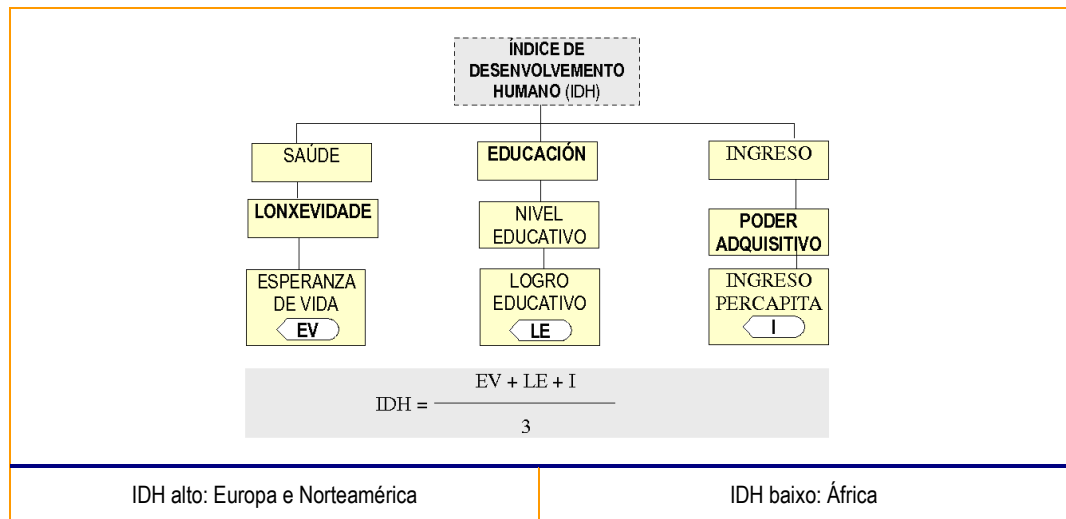 ÍNDICE DE
DESENVOLVEMENTO
HUMANO (IDH)
SAÚDE
EDUCACIÓN
INGRESO
LONXEVIDADE
NIVEL
EDUCATIVO
PODER
ADQUISITIVO
ESPERANZA
DE VIDA
EV
LOGRO
EDUCATIVO
LE
INGRESO
PERCAPITA
I
EV + LE + I
IDH =
3
IDH alto: Europa e Norteamérica
IDH baixo: África